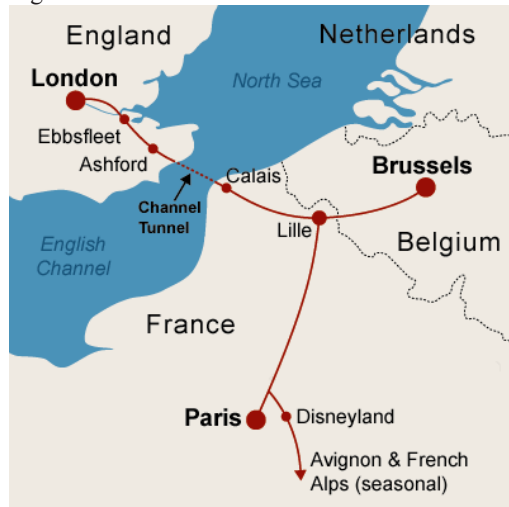 England
Netherlands
London
North Sea
Ebbsfleet
Ashford
Calais
Brussels
Channel
Tunnel
Lille
English
Channel
Belgium
France
Paris
Disneyland
Avignon & French
Alps (seasonal)